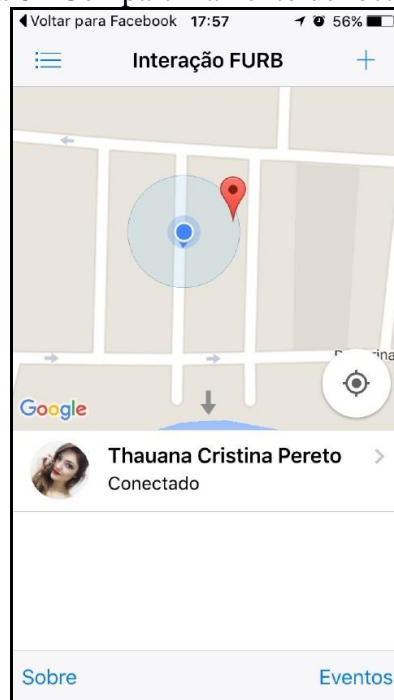 Voltar para Facebook 17:57 56%
Interação FURB
Google
Thauana Cristina Pereto
Conectado
Sobre Eventos